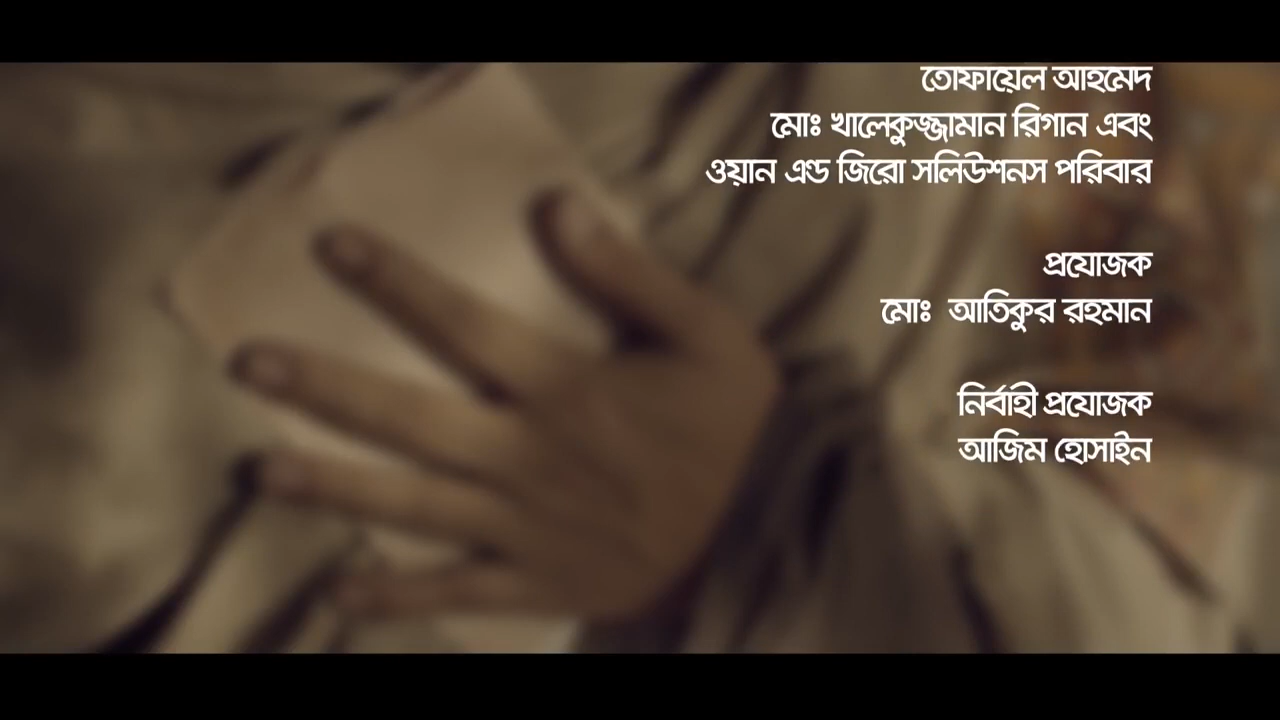 তোফায়েল আহমেদ
মোঃ খালেকুজ্জামান রিগান এবং
ওয়ান এন্ড জিরো সলিউশনস পরিবার
প্রযোজক
মোঃ আতিকুর রহমান
নির্বাহী প্রযোজক
আজিম হোসাইন